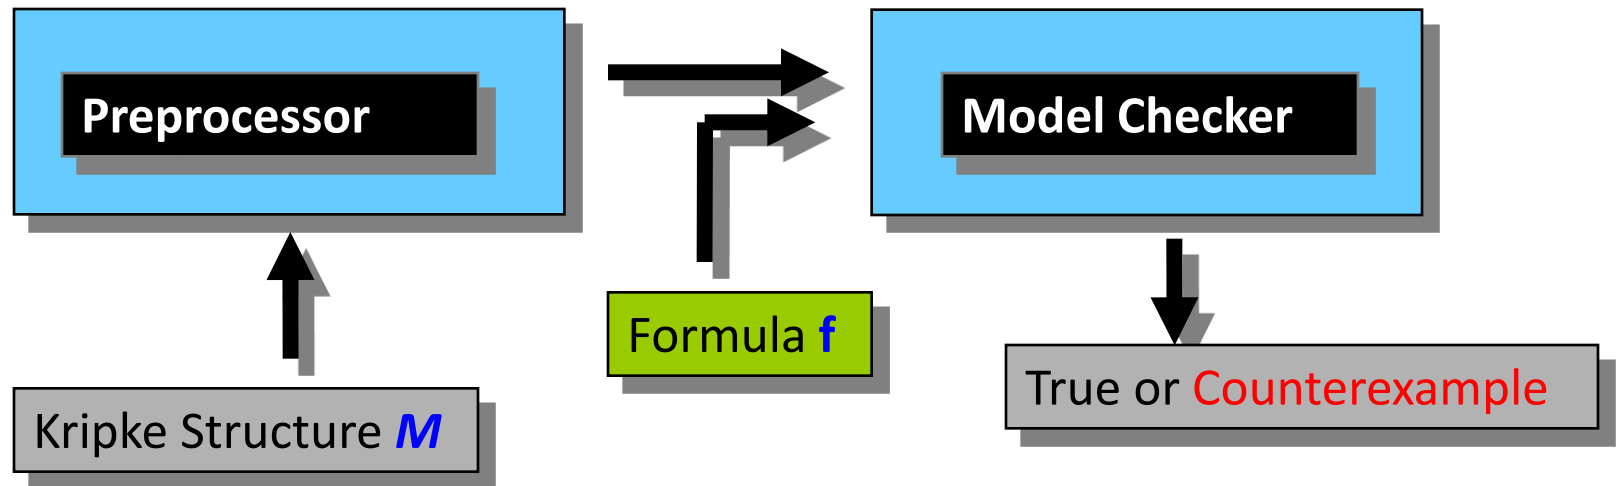 Preprocessor
Model Checker
Formula f
True or Counterexample
Kripke Structure M